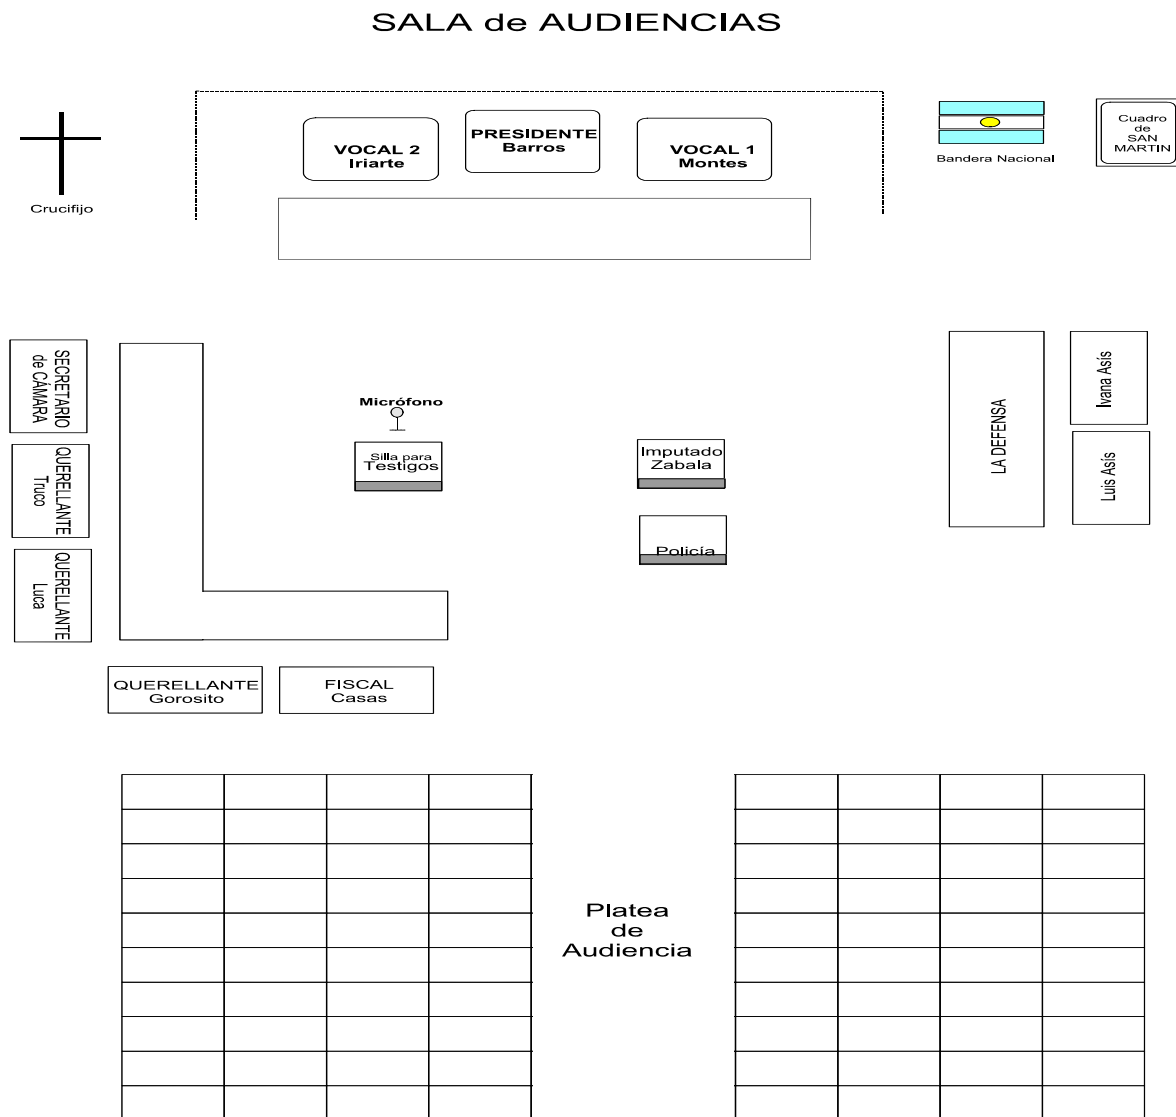 SALA de AUDIENCIAS
Crucifijo
VOCAL 2
Iriarte
PRESIDENTE
Barros
VOCAL 1
Montes
Bandera Nacional
Cuadro
de
SAN
MARTIN
SECRETARIO
de CÁMARA
QUERELLANTE
Truco
QUERELLANTE
Luca
Micrófono
Silla para
Testigos
Imputado
Zabala
Policía
LA DEFENSA
Ivana Asís
Luis Asís
QUERELLANTE
Gorosito
FISCAL
Casas
Platea
de
Audiencia